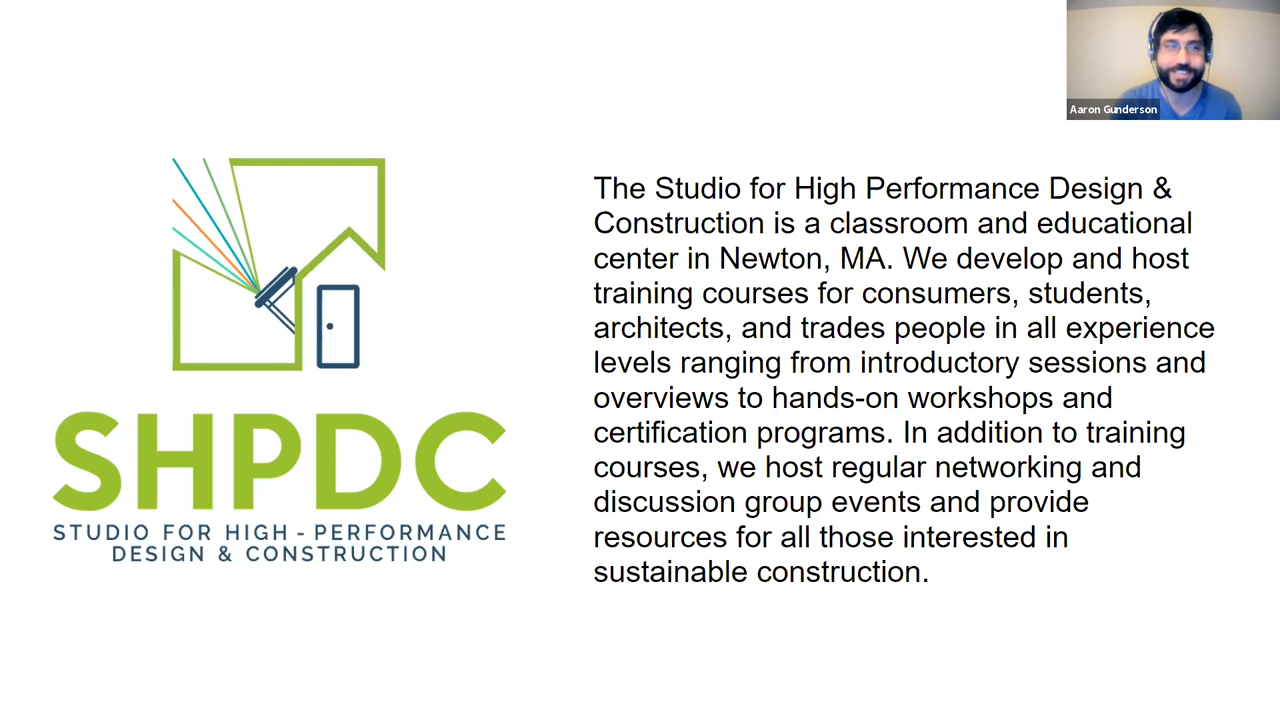 Aaron Gunderson
SHPDC
STUDIO FOR HIGH-PERFORMANCE
DESIGN & CONSTRUCTION
The Studio for High Performance Design &
Construction is a classroom and educational
center in Newton, MA. We develop and host
training courses for consumers, students,
architects, and trades people in all experience
levels ranging from introductory sessions and
overviews to hands-on workshops and
certification programs. In addition to training
courses, we host regular networking and
discussion group events and provide
resources for all those interested in
sustainable construction.